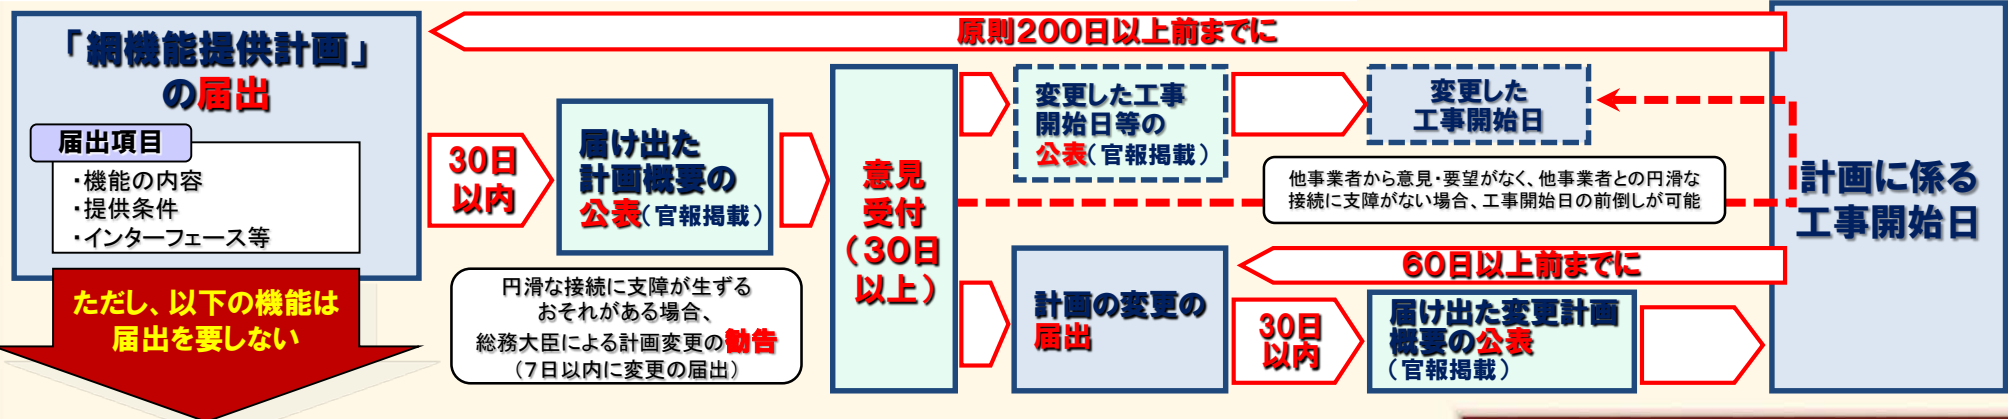 「網機能提供計画」
の届出
届出項目
・機能の内容
・提供条件
・インターフェース等
ただし、以下の機能は
届出を要しない
原則200日以上前までに
30日
以内
届け出た
計画概要の
公表(官報掲載)
円滑な接続に支障が生ずる
おそれがある場合、
総務大臣による計画変更の勧告
(7日以内に変更の届出)
意見
受付
(30日
以上)
変更した工事
開始日等の
公表(官報掲載)
変更した
工事開始日
他事業者から意見・要望がなく、他事業者との円滑な
接続に支障がない場合、工事開始日の前倒しが可能
60日以上前までに
計画の変更の
届出
30日
以内
届け出た変更計画
概要の公表
(官報掲載)
計画に係る
工事開始日